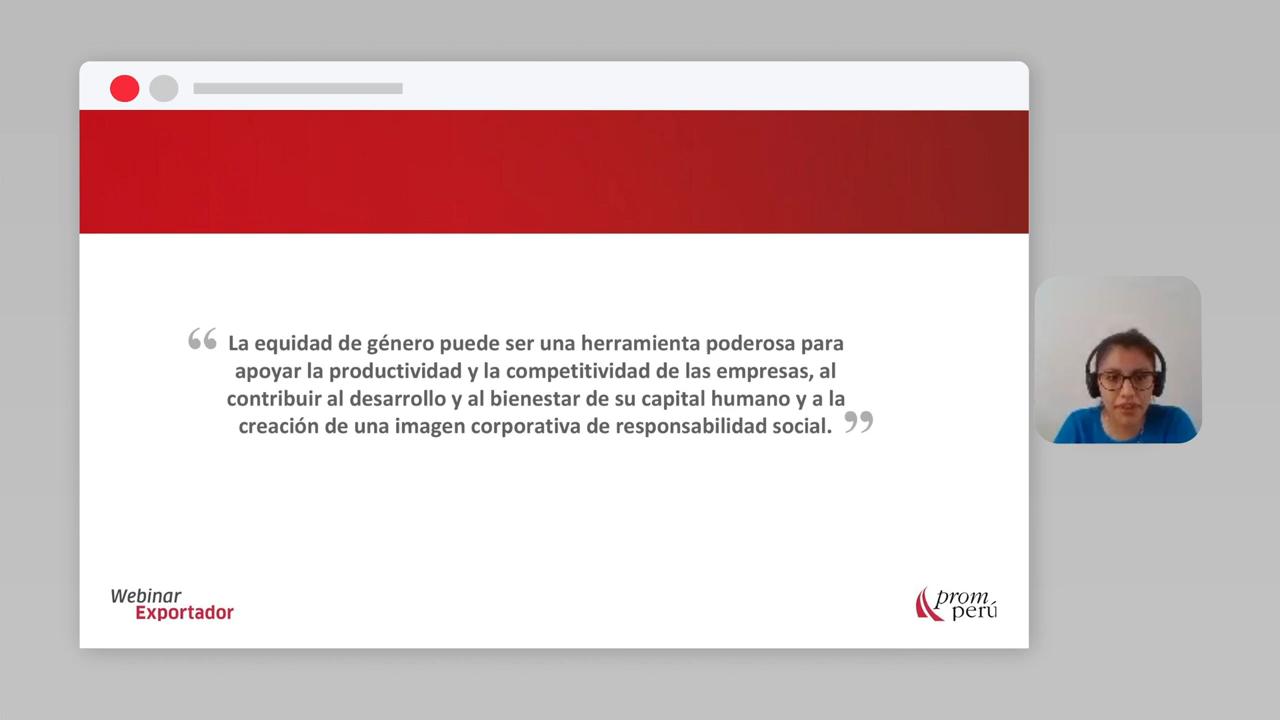 “ La equidad de género puede ser una herramienta poderosa para
apoyar la productividad y la competitividad de las empresas, al
contribuir al desarrollo y al bienestar de su capital humano y a la
creación de una imagen corporativa de responsabilidad social. ”
Webinar
Exportador
prom
perú